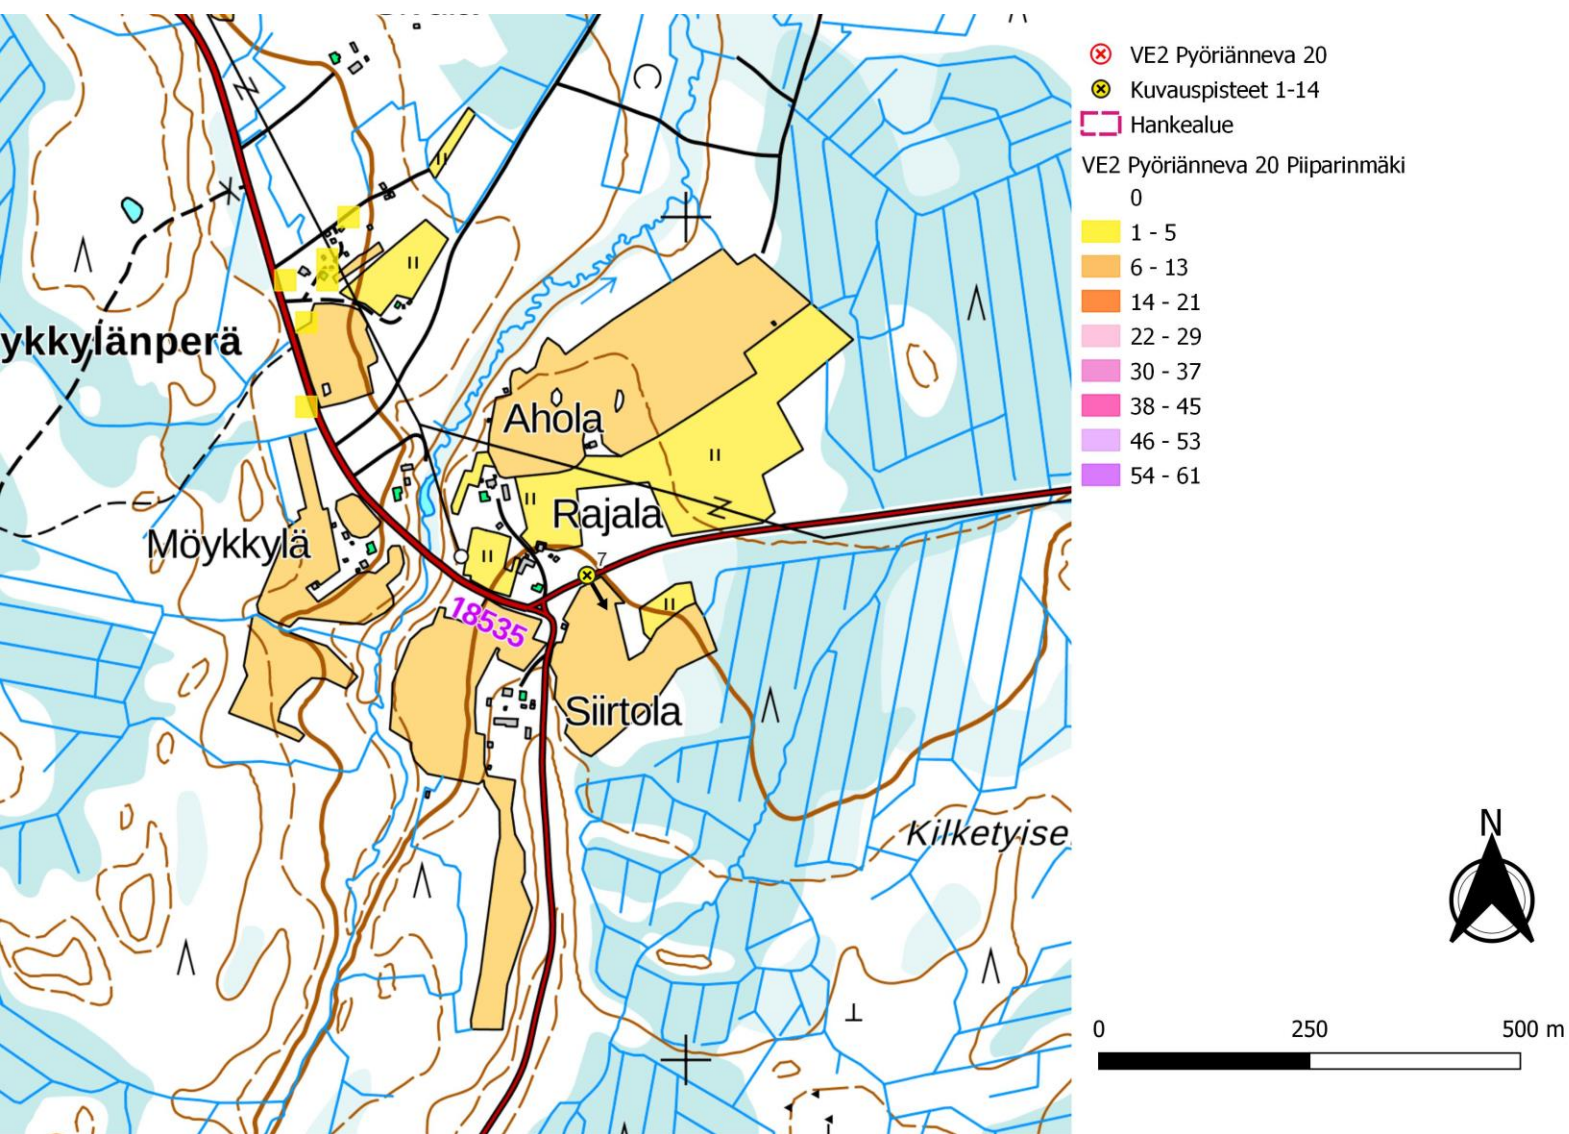 VE2 Pyöriänneva 20
Kuvauspisteet 1-14
Hankealue
VE2 Pyöriänneva 20 Piiparinmäki
0
1 - 5
6 - 13
14 - 21
22 - 29
30 - 37
38 - 45
46 - 53
54 - 61
ykkylänperä
Ahola
Rajala
Möykkylä
7
18535
Siirtola
Kilketyise
N
0 250 500 m